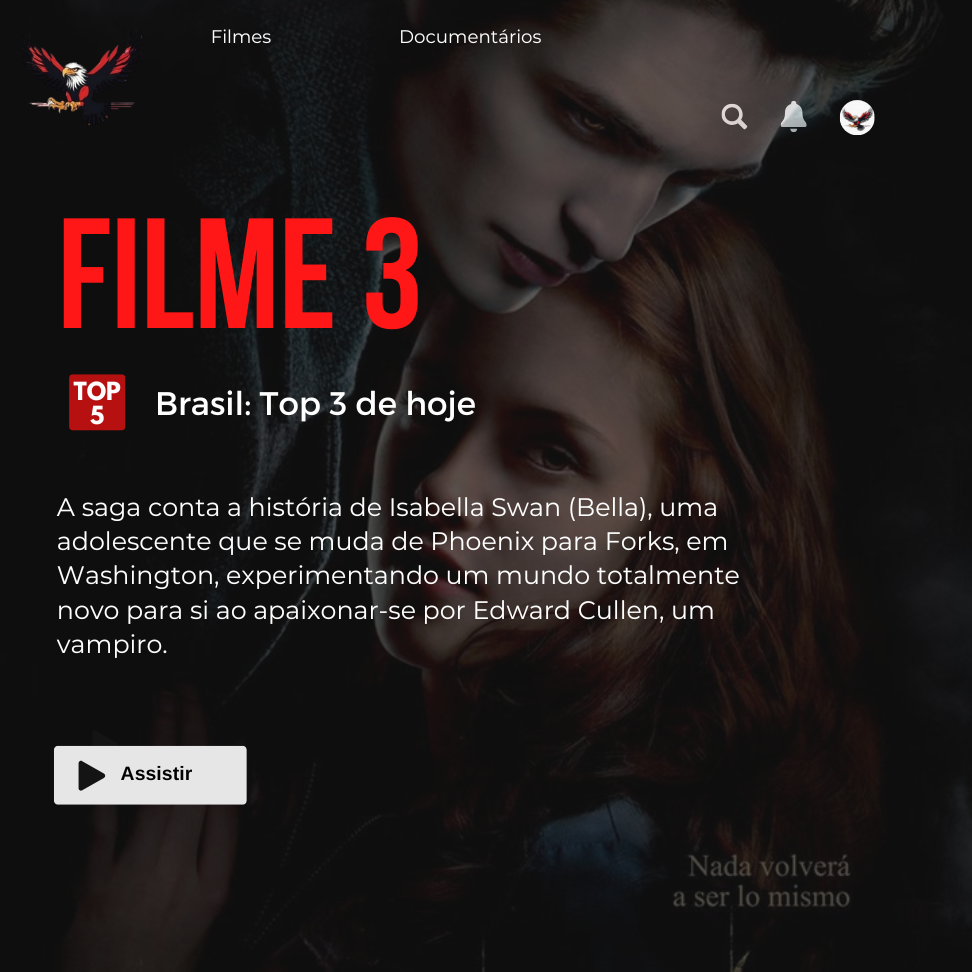 Filmes
Documentários
FILME 3
TOP
5
Brasil: Top 3 de hoje
A saga conta a história de Isabella Swan (Bella), uma
adolescente que se muda de Phoenix para Forks, em
Washington, experimentando um mundo totalmente
novo para si ao apaixonar-se por Edward Cullen, um
vampiro.
Assistir
Nada volverá
a ser lo mismo